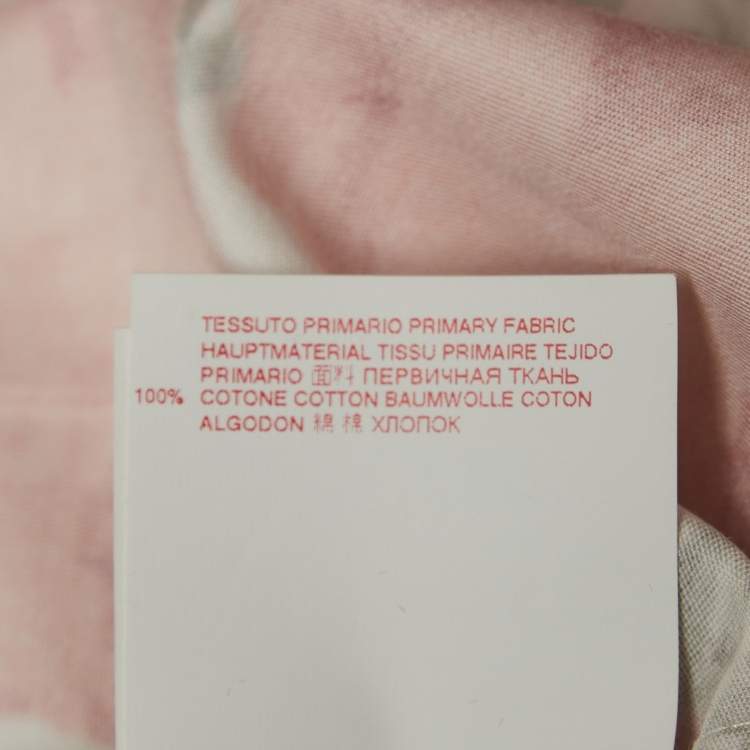 TESSUTO PRIMARIO PRIMARY FABRIC
HAUPTMATERIAL TISSU PRIMAIRE TEJIDO
PRIMARIO 面料 ПЕРВИЧНАЯ ТКАНЬ
100% COTONE COTTON BAUMWOLLE COTON
ALGODON 綿 棉 ХЛОПОК